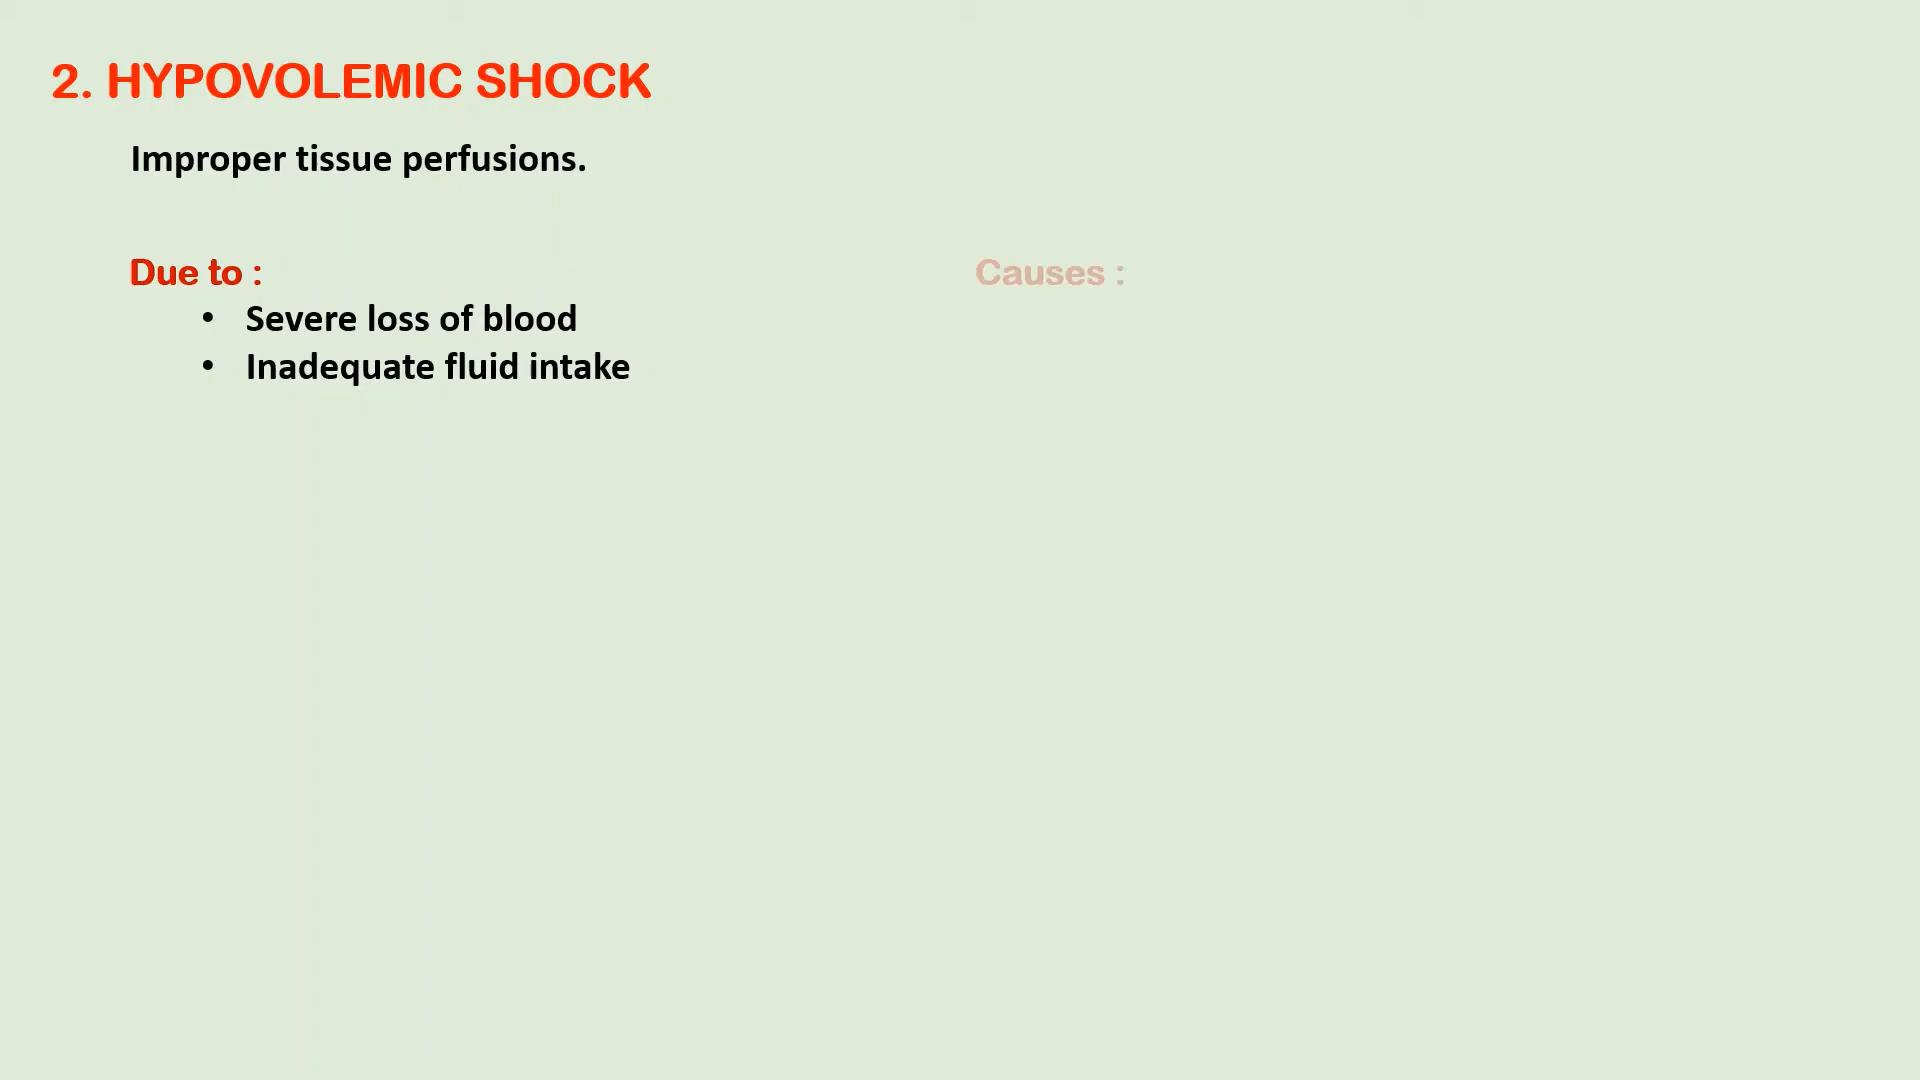 2. HYPOVOLEMIC SHOCK
Improper tissue perfusions.
Due to :
• Severe loss of blood
• Inadequate fluid intake
Causes :